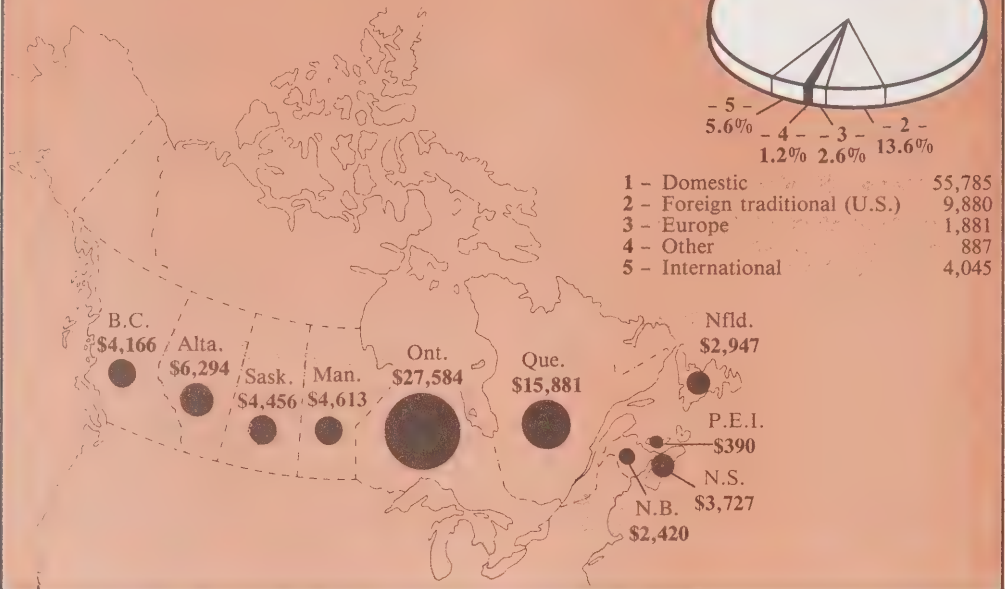 - 5 -
5.6%
- 4 -
1.2%
- 3 -
2.6%
- 2 -
13.6%
1 – Domestic 55,785
2 – Foreign traditional (U.S.) 9,880
3 – Europe 1,881
4 – Other 887
5 – International 4,045
B.C.
$4,166
Alta.
$6,294
Sask.
$4,456
Man.
$4,613
Ont.
$27,584
Que.
$15,881
Nfld.
$2,947
P.E.I.
$390
N.S.
$3,727
N.B.
$2,420